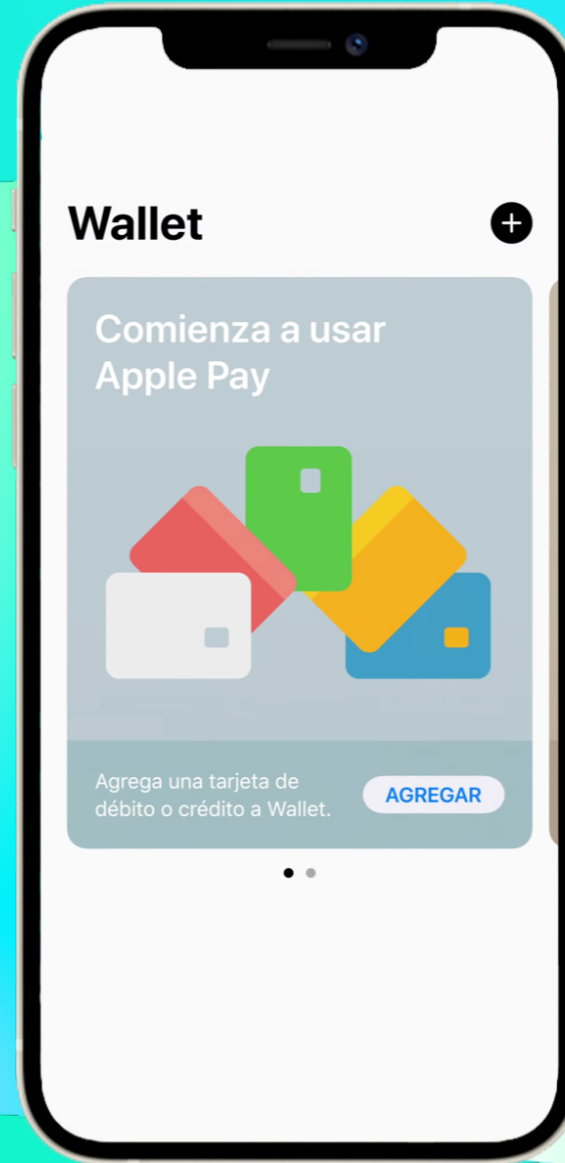 Wallet
Comienza a usar
Apple Pay
Agrega una tarjeta de
débito o crédito a Wallet.
AGREGAR